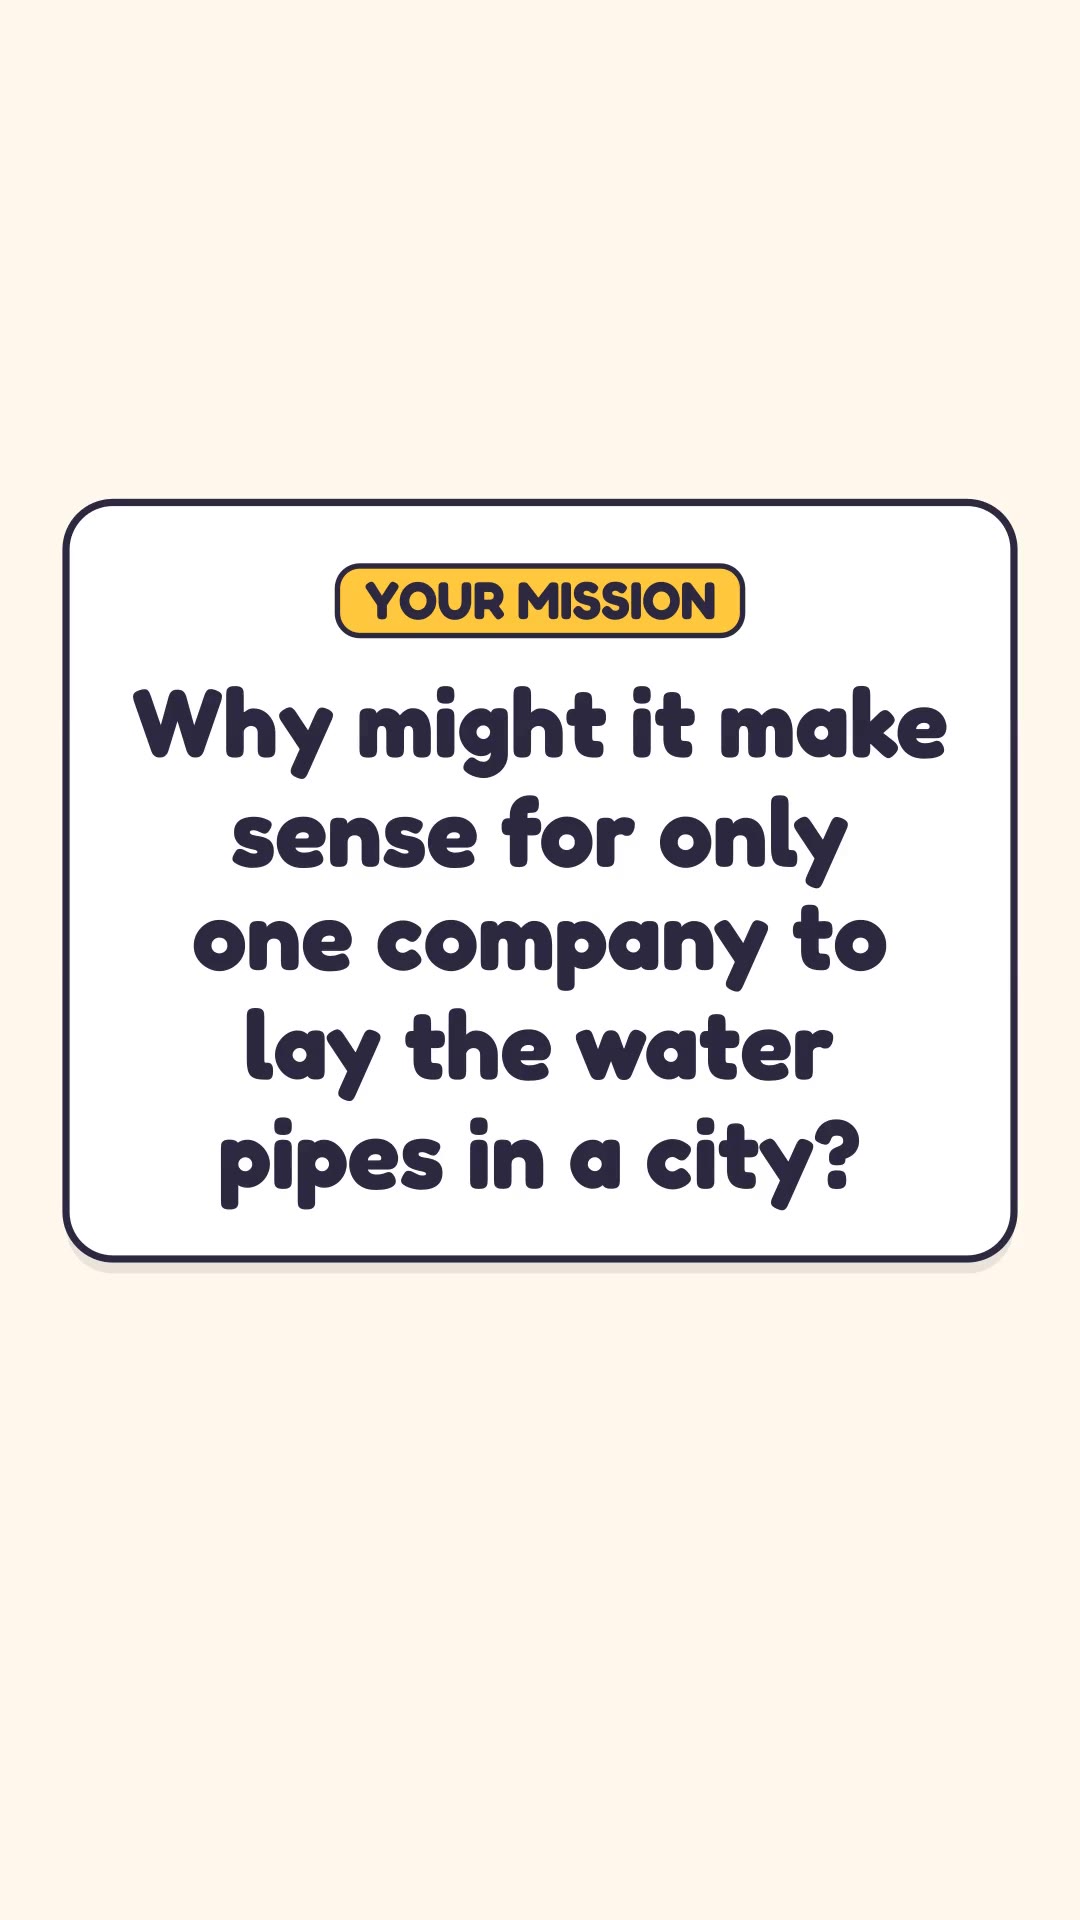 YOUR MISSION
Why might it make
sense for only
one company to
lay the water
pipes in a city?